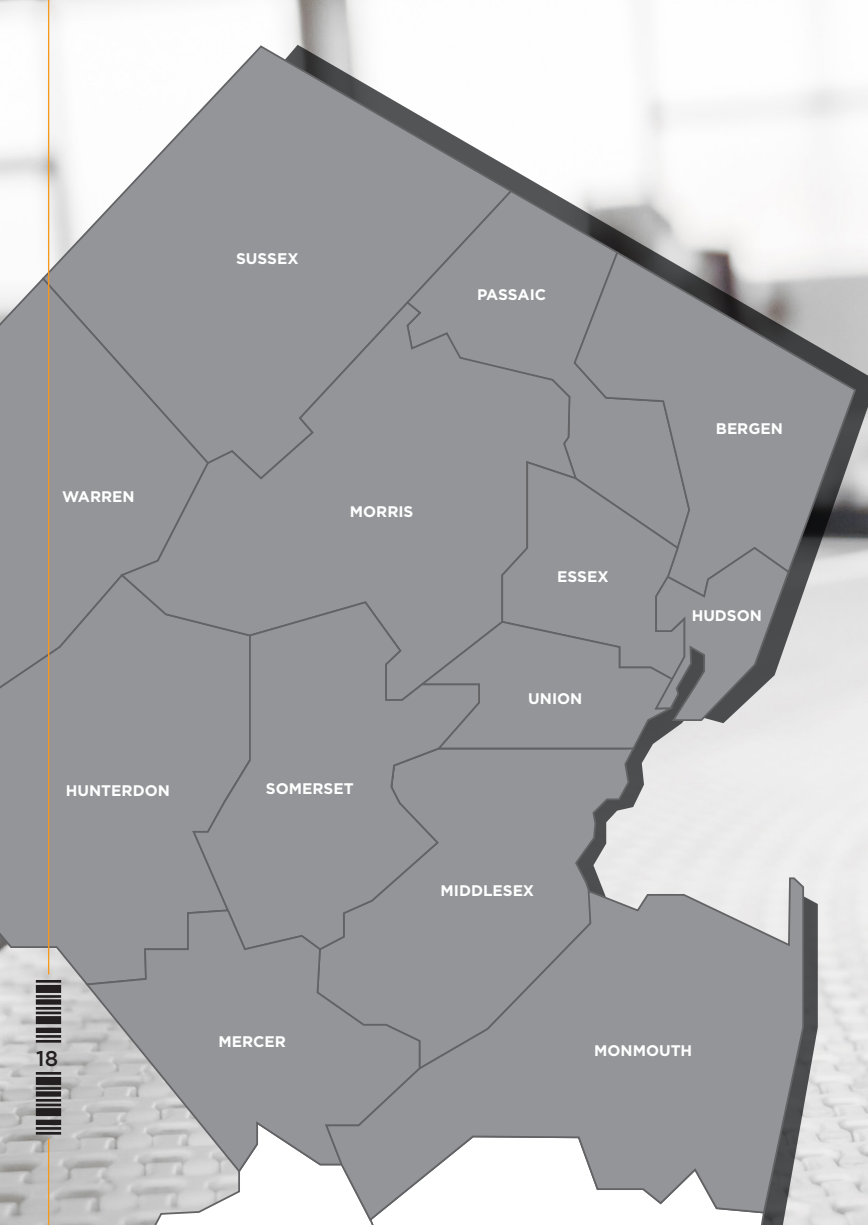 SUSSEX
PASSAIC
BERGEN
WARREN
MORRIS
ESSEX
HUDSON
UNION
HUNTERDON
SOMERSET
MIDDLESEX
MERCER
MONMOUTH
18